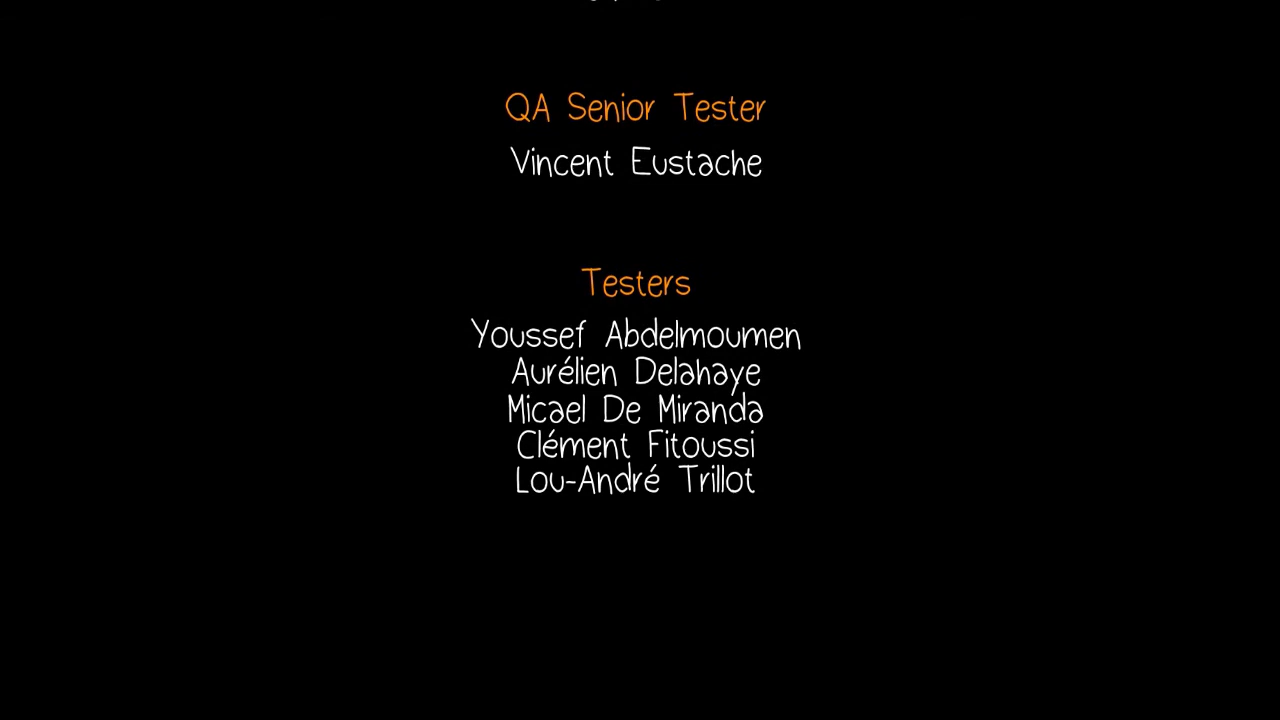 QA Senior Tester
Vincent Eustache
Testers
Youssef Abdelmoumen
Aurélien Delahaye
Micael De Miranda
Clément Fitoussi
Lou-André Trillot